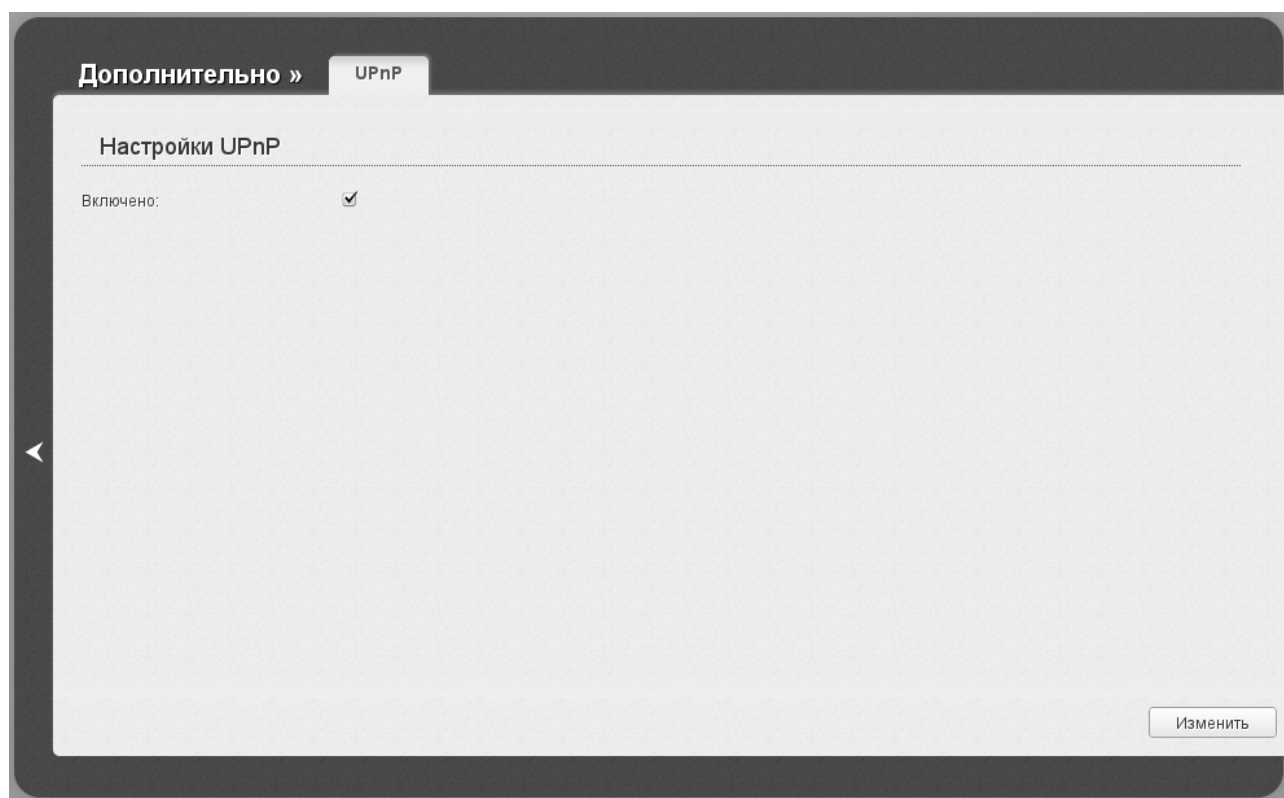 Дополнительно »
UPnP
Настройки UPnP
Включено:
Изменить